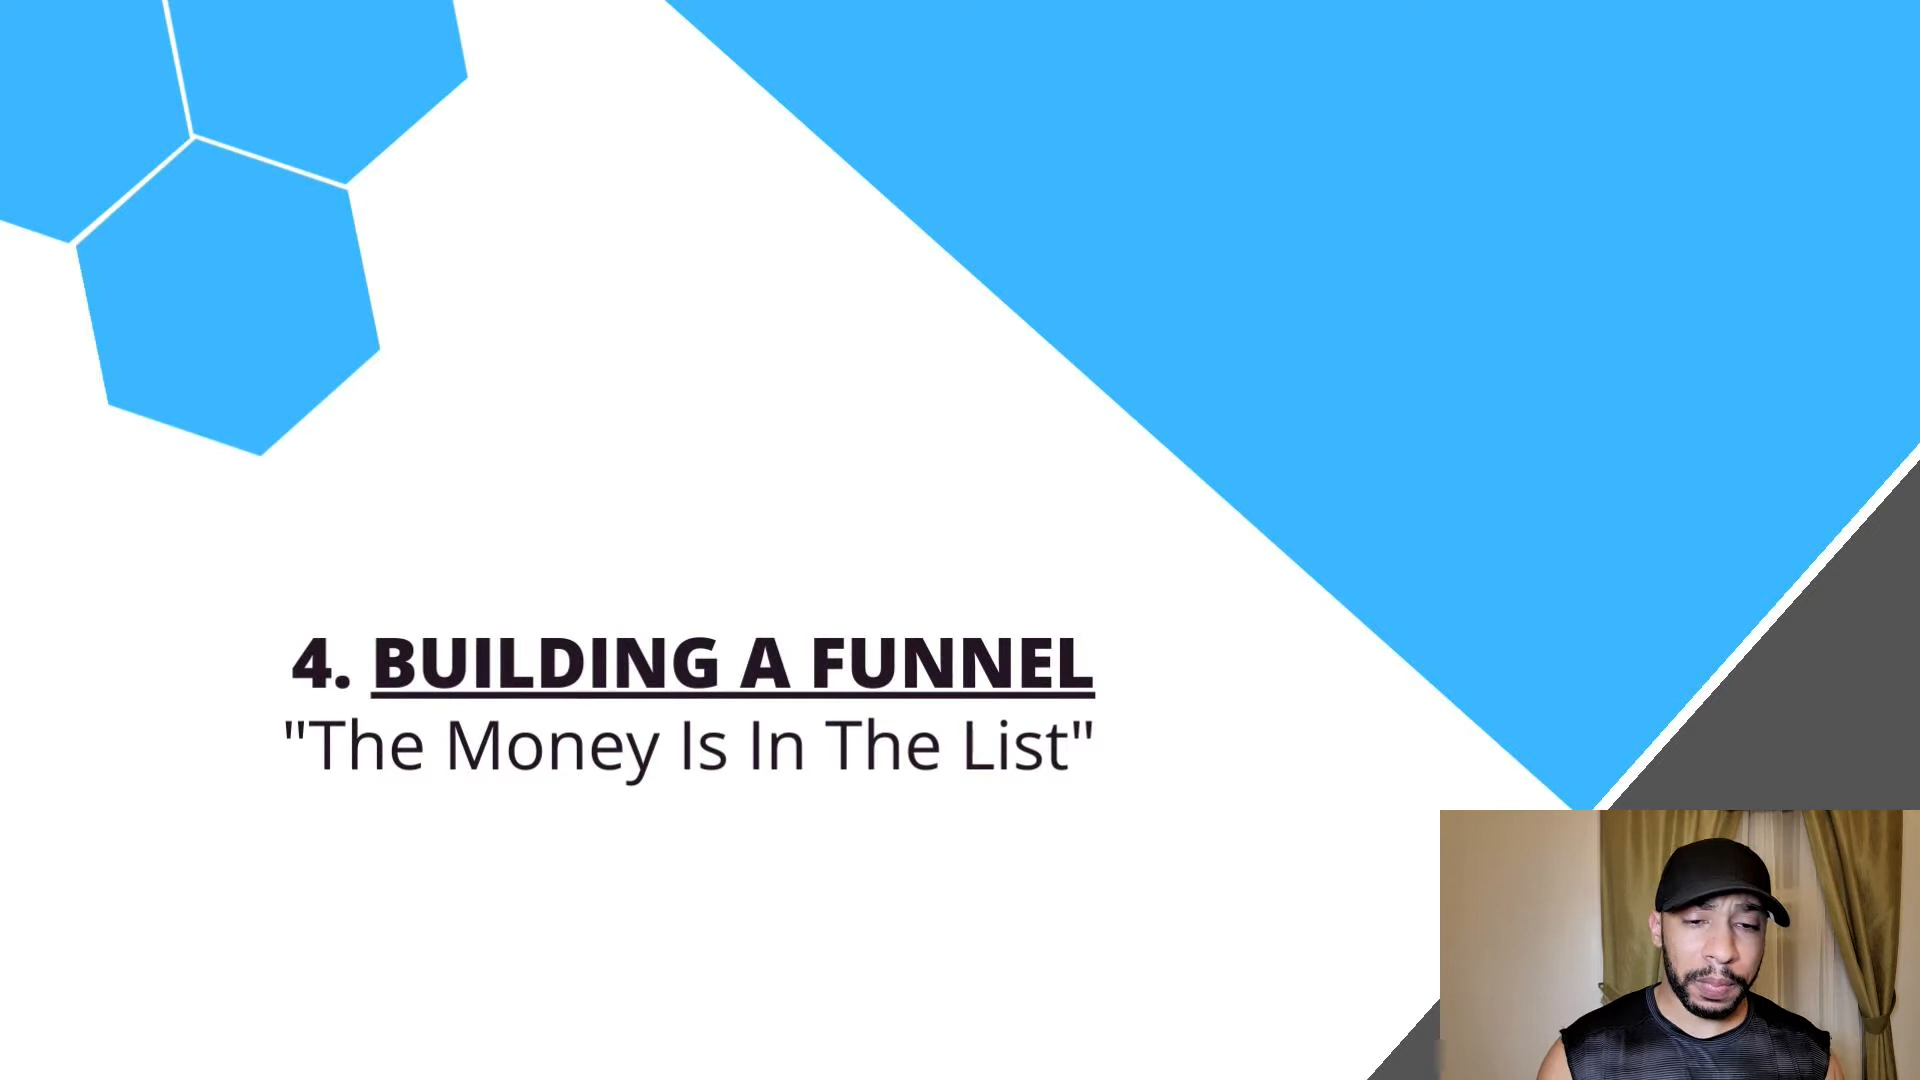 4. BUILDING A FUNNEL
"The Money Is In The List"